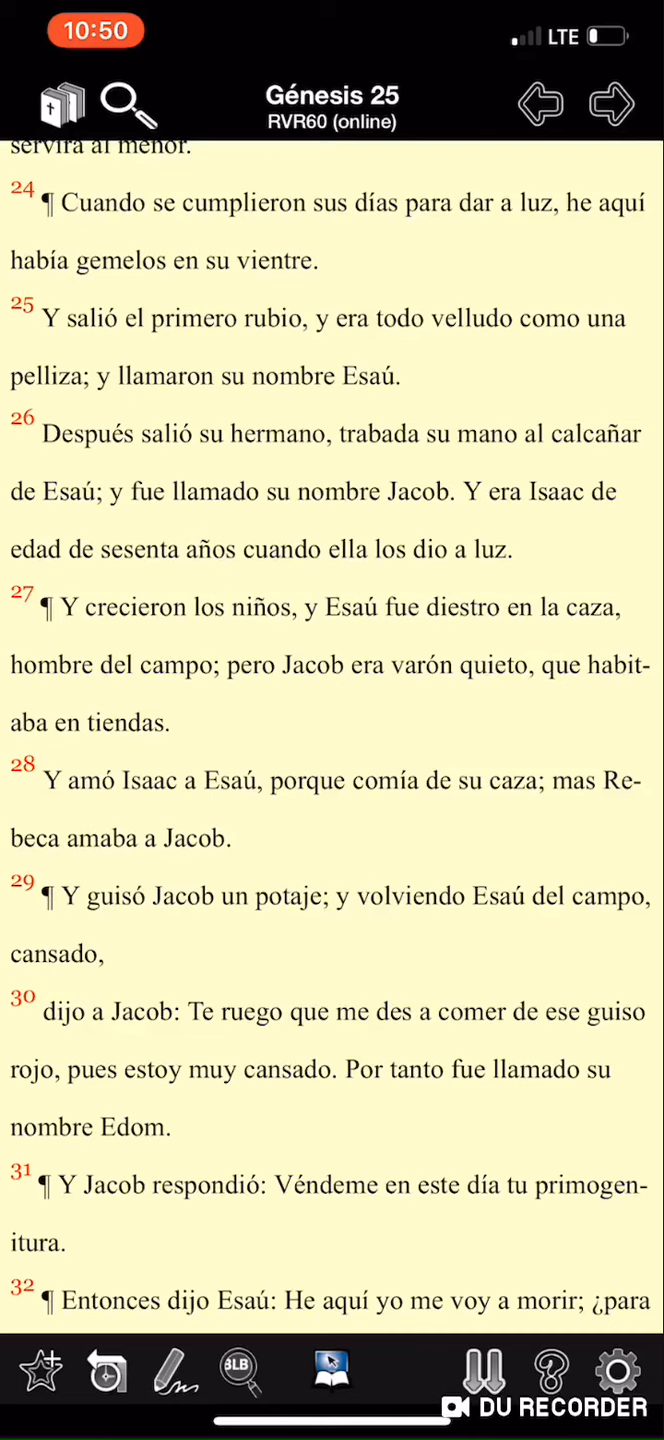 10:50
LTE
Génesis 25
RVR60 (online)
servirá al menor.
24 ¶ Cuando se cumplieron sus días para dar a luz, he aquí
había gemelos en su vientre.
25 Y salió el primero rubio, y era todo velludo como una
pelliza; y llamaron su nombre Esaú.
26 Después salió su hermano, trabada su mano al calcañar
de Esaú; y fue llamado su nombre Jacob. Y era Isaac de
edad de sesenta años cuando ella los dio a luz.
27 ¶ Y crecieron los niños, y Esaú fue diestro en la caza,
hombre del campo; pero Jacob era varón quieto, que habit-
aba en tiendas.
28 Y amó Isaac a Esaú, porque comía de su caza; mas Re-
beca amaba a Jacob.
29 ¶ Y guisó Jacob un potaje; y volviendo Esaú del campo,
cansado,
30 dijo a Jacob: Te ruego que me des a comer de ese guiso
rojo, pues estoy muy cansado. Por tanto fue llamado su
nombre Edom.
31 ¶ Y Jacob respondió: Véndeme en este día tu primogen-
itura.
32 ¶ Entonces dijo Esaú: He aquí yo me voy a morir; ¿para
BLB
DU RECORDER